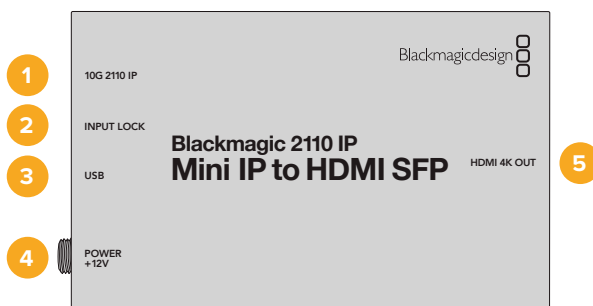 Blackmagicdesign
1
10G 2110 IP
2
INPUT LOCK
Blackmagic 2110 IP
Mini IP to HDMI SFP
3
USB
HDMI 4K OUT
5
4
POWER
+12V